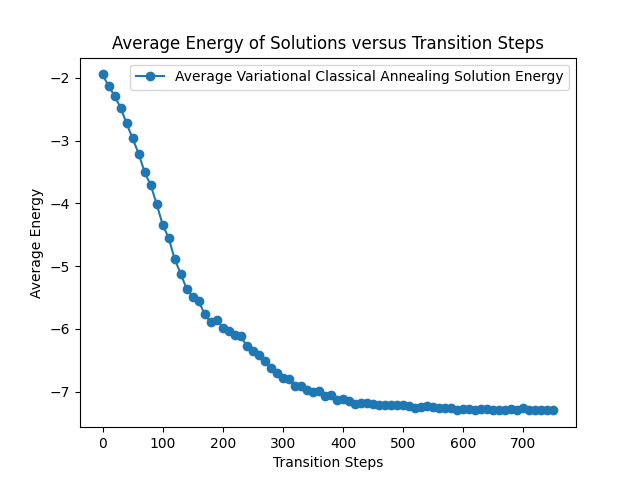 Average Energy of Solutions versus Transition Steps
Average Variational Classical Annealing Solution Energy
Average Energy
−2
−3
−4
−5
−6
−7
0 100 200 300 400 500 600 700
Transition Steps